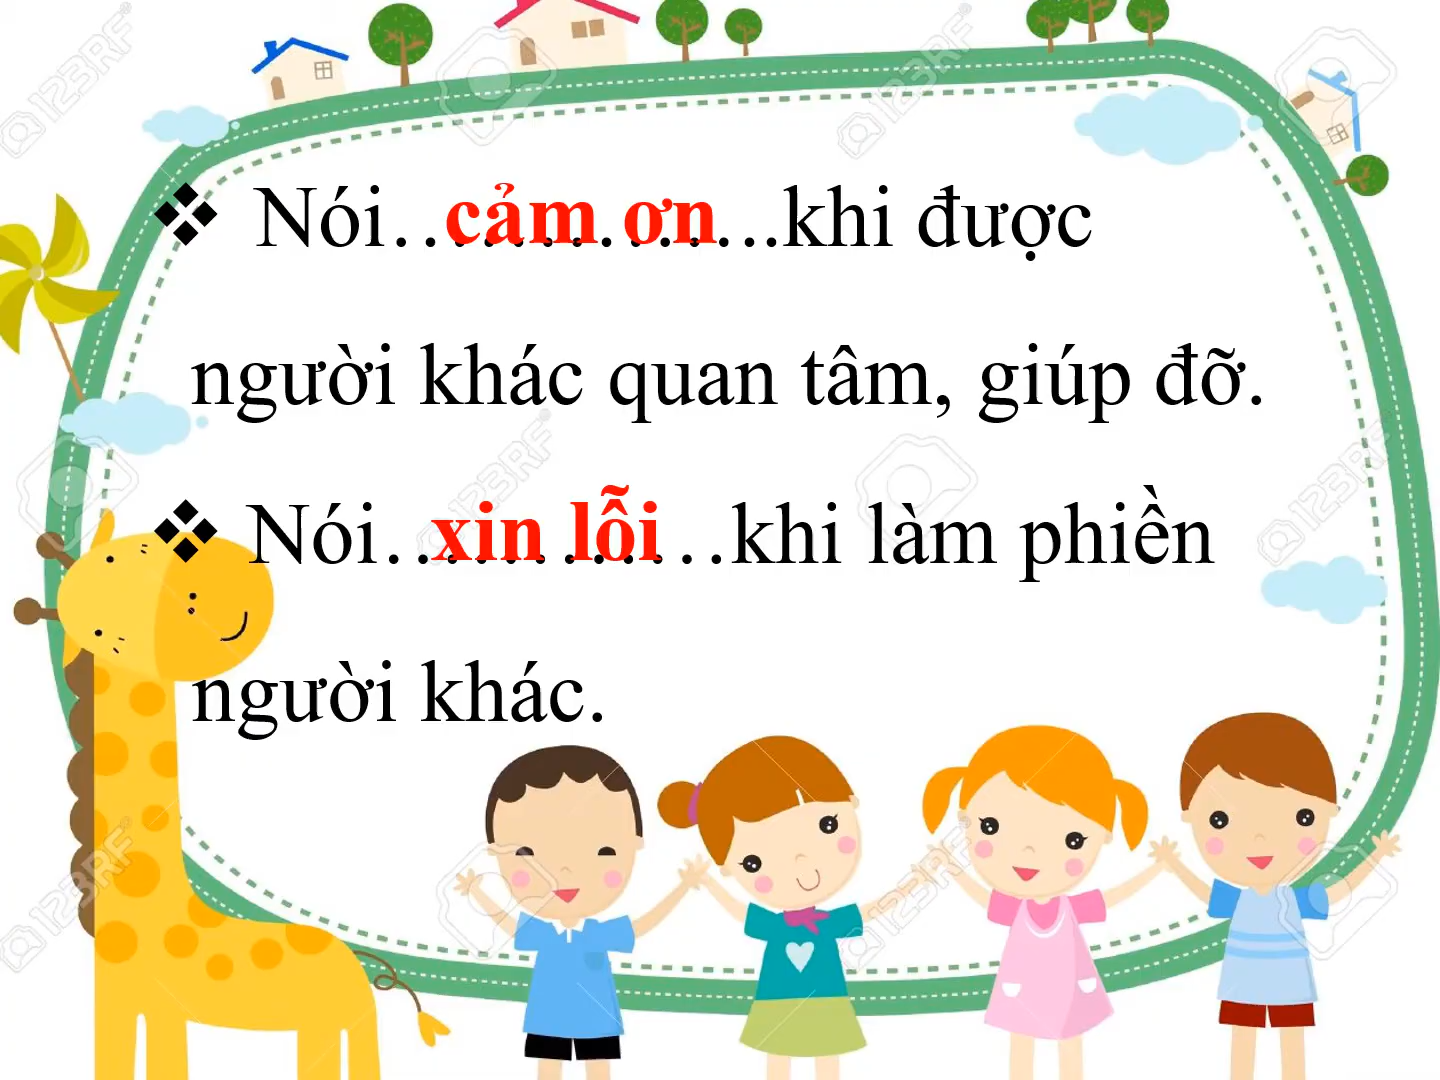 ❖ Nói……cảm ơn……..khi được
người khác quan tâm, giúp đỡ.
❖ Nói…xin lỗi……khi làm phiền
người khác.
123RF